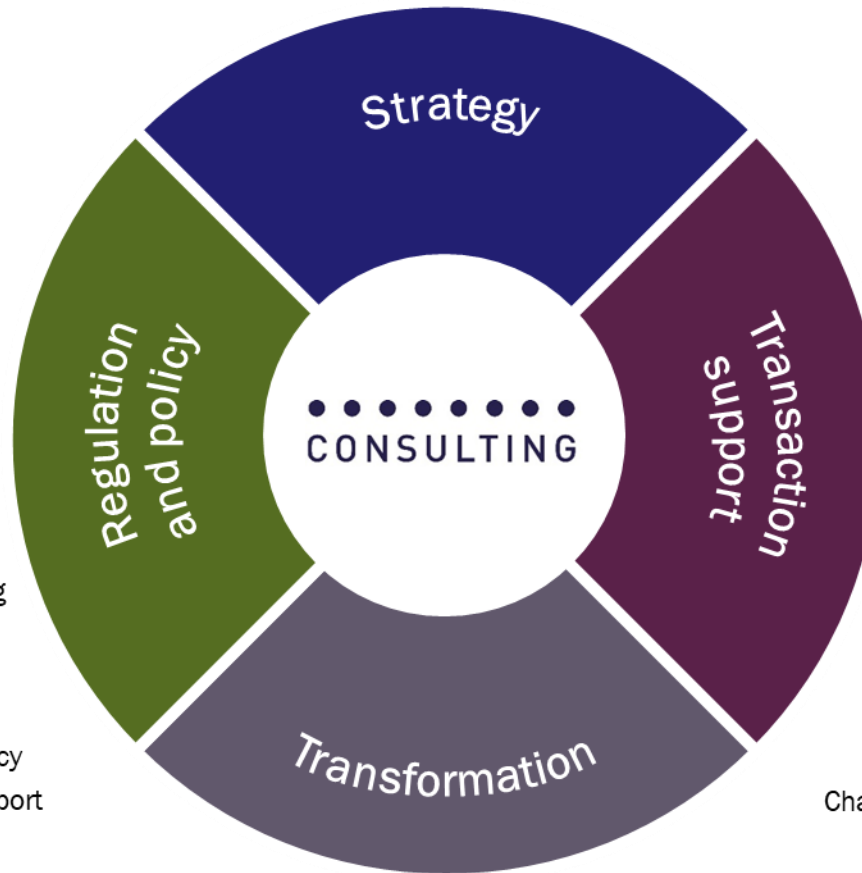 Strategy
Regulation
and policy
CONSULTING
Transaction
support
Transformation